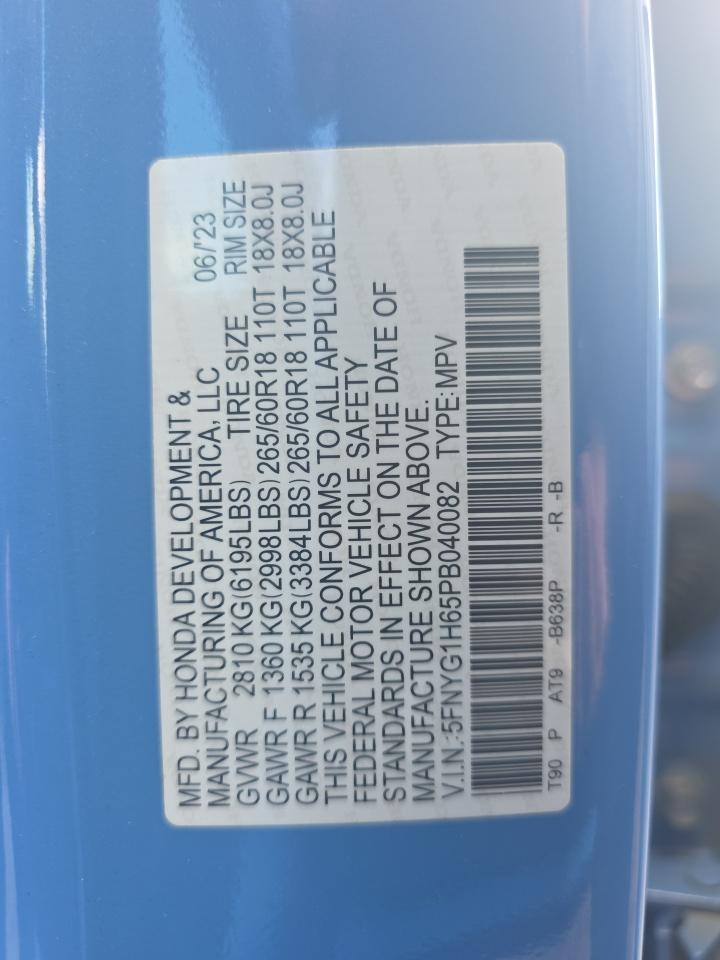 MFD. BY HONDA DEVELOPMENT &
MANUFACTURING OF AMERICA, LLC 06/'23
GVWR 2810 KG(6195LBS) TIRE SIZE RIM SIZE
GAWR F 1360 KG(2998LBS) 265/60R18 110T 18X8.0J
GAWR R 1535 KG(3384LBS) 265/60R18 110T 18X8.0J
THIS VEHICLE CONFORMS TO ALL APPLICABLE
FEDERAL MOTOR VEHICLE SAFETY
STANDARDS IN EFFECT ON THE DATE OF
MANUFACTURE SHOWN ABOVE.
V.I.N.:5FNYG1H65PB040082 TYPE:MPV
T90 P AT9 -B638P -R -B